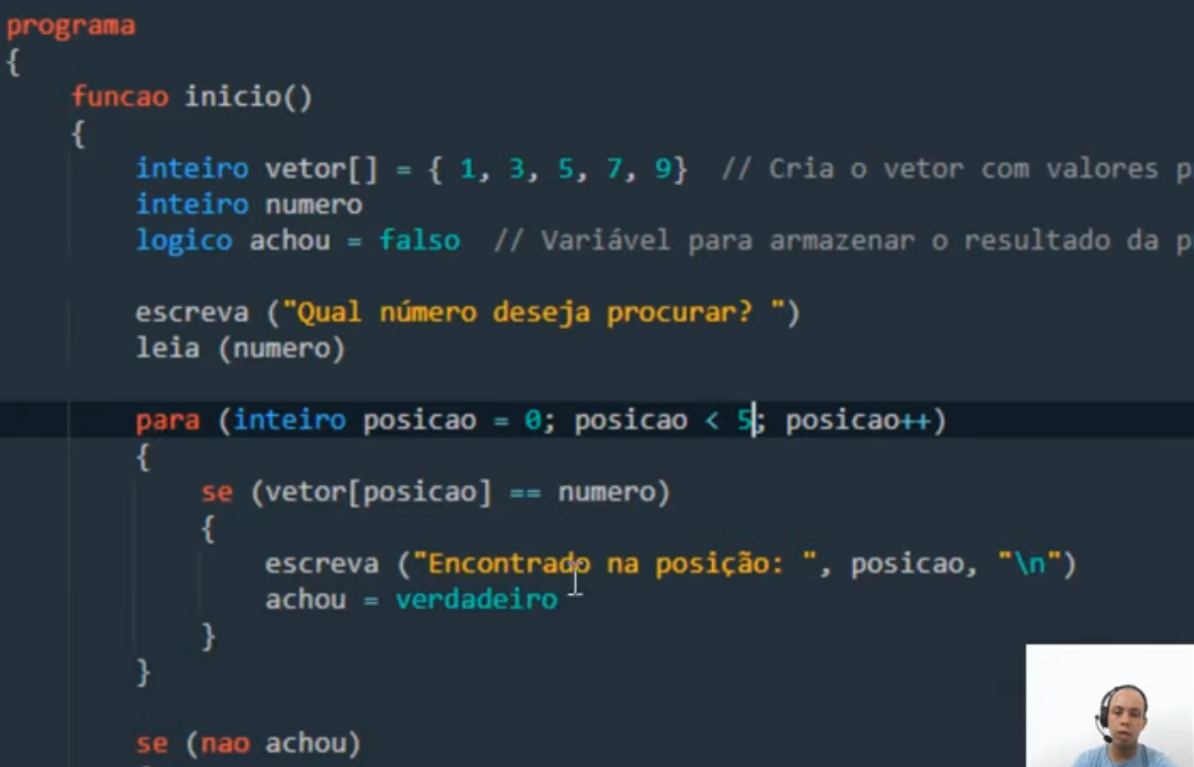 programa
{
funcao inicio()
{
inteiro vetor[] = { 1, 3, 5, 7, 9} // Cria o vetor com valores
inteiro numero
logico achou = falso // Variável para armazenar o resultado da
escreva ("Qual número deseja procurar? ")
leia (numero)
para (inteiro posicao = 0; posicao < 5; posicao++)
{
se (vetor[posicao] == numero)
{
escreva ("Encontrado na posição: ", posicao, "\n")
achou = verdadeiro
}
}
se (nao achou)